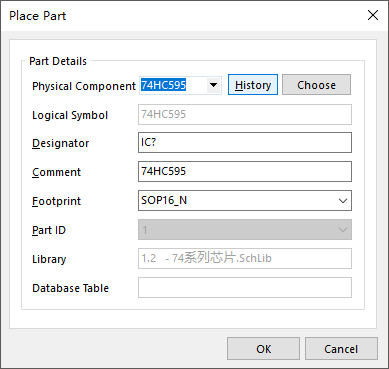 Place Part
Part Details
Physical Component 74HC595 History Choose
Logical Symbol 74HC595
Designator IC?
Comment 74HC595
Footprint SOP16_N
Part ID 1
Library 1.2 - 74系列芯片.SchLib
Database Table
OK Cancel